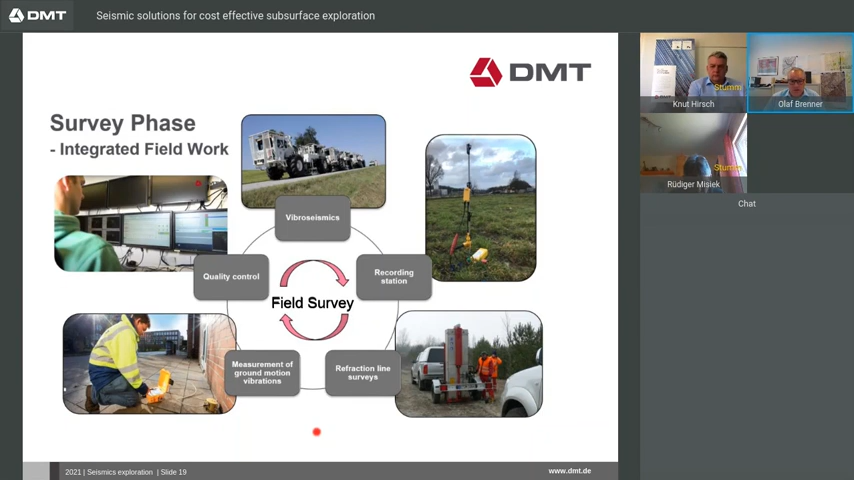 DMT
Seismic solutions for cost effective subsurface exploration
DMT
Survey Phase
- Integrated Field Work
Vibroseismics
Quality control
Recording
station
Field Survey
Measurement of
ground motion
vibrations
Refraction line
surveys
2021 | Seismics exploration | Slide 19
www.dmt.de
Stumm
Knut Hirsch
Olaf Brenner
Stumm
Rüdiger Misiek
Chat